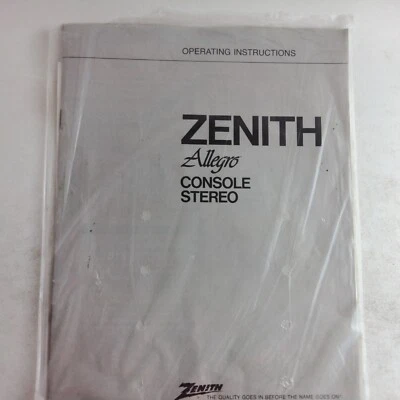 OPERATING INSTRUCTIONS
ZENITH
Allegro
CONSOLE
STEREO
ZENITH
THE QUALITY GOES IN BEFORE THE NAME GOES ON